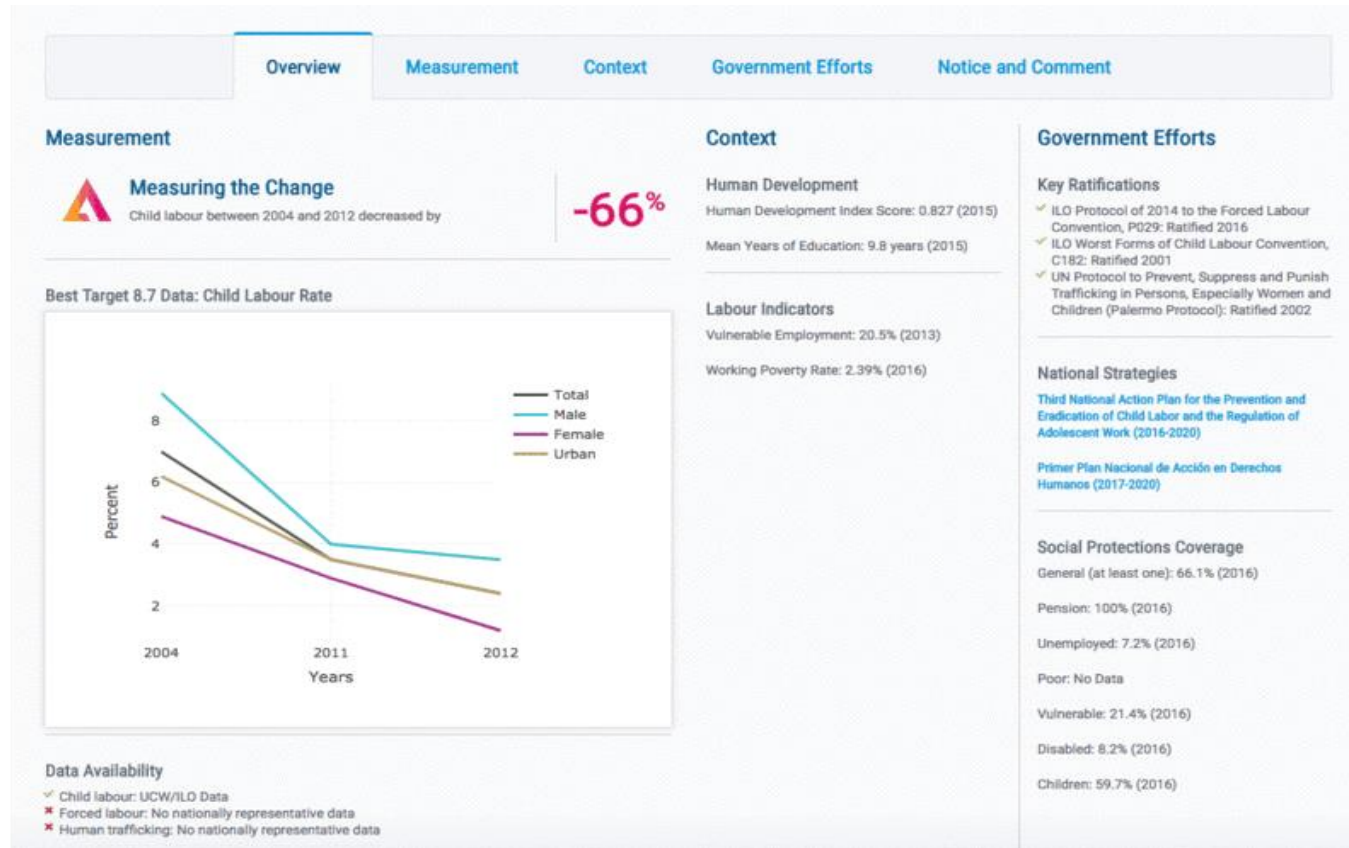 Overview
Measurement
Context
Government Efforts
Notice and Comment
Measurement
Measuring the Change
Child labour between 2004 and 2012 decreased by
-66%
Best Target 8.7 Data: Child Labour Rate
Total
Male
Female
Urban
8
6
4
2
Percent
2004
2011
2012
Years
Data Availability
Child labour: UCW/ILO Data
Forced labour: No nationally representative data
Human trafficking: No nationally representative data
Context
Human Development
Human Development Index Score: 0.827 (2015)
Mean Years of Education: 9.8 years (2015)
Labour Indicators
Vulnerable Employment: 20.5% (2013)
Working Poverty Rate: 2.39% (2016)
Government Efforts
Key Ratifications
ILO Protocol of 2014 to the Forced Labour
Convention, P029: Ratified 2016
ILO Worst Forms of Child Labour Convention,
C182: Ratified 2001
UN Protocol to Prevent, Suppress and Punish
Trafficking in Persons, Especially Women and
Children (Palermo Protocol): Ratified 2002
National Strategies
Third National Action Plan for the Prevention and
Eradication of Child Labor and the Regulation of
Adolescent Work (2016-2020)
Primer Plan Nacional de Acción en Derechos
Humanos (2017-2020)
Social Protections Coverage
General (at least one): 66.1% (2016)
Pension: 100% (2016)
Unemployed: 7.2% (2016)
Poor: No Data
Vulnerable: 21.4% (2016)
Disabled: 8.2% (2016)
Children: 59.7% (2016)